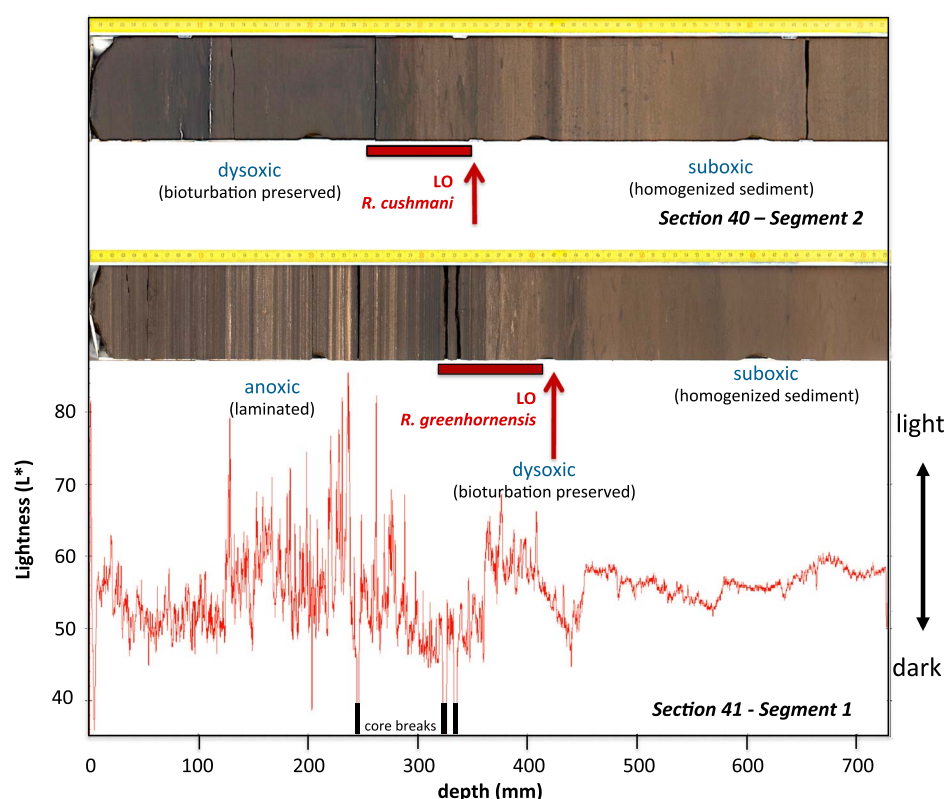 dysoxic
(bioturbation preserved)
LO
R. cushmani
suboxic
(homogenized sediment)
Section 40 – Segment 2
anoxic
(laminated)
LO
R. greenhornensis
suboxic
(homogenized sediment)
dysoxic
(bioturbation preserved)
light
dark
Lightness (L*)
80
70
60
50
40
core breaks
Section 41 - Segment 1
0 100 200 300 400 500 600 700
depth (mm)